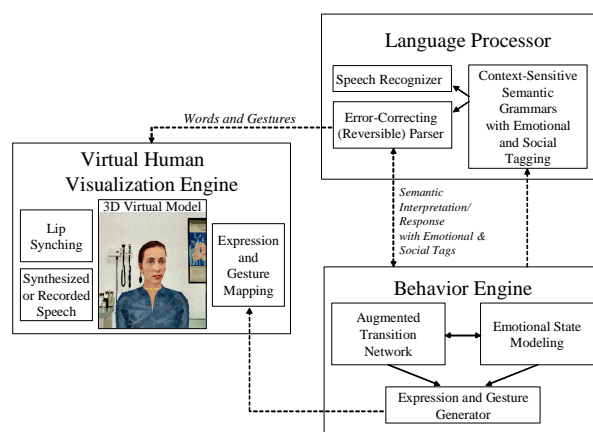 Language Processor
Speech Recognizer
Error-Correcting
(Reversible) Parser
Context-Sensitive
Semantic
Grammars
with Emotional
and Social
Tagging
Words and Gestures
Virtual Human
Visualization Engine
3D Virtual Model
Lip
Synching
Synthesized
or Recorded
Speech
Expression
and
Gesture
Mapping
Semantic
Interpretation/
Response
with Emotional &
Social Tags
Behavior Engine
Augmented
Transition
Network
Emotional State
Modeling
Expression and Gesture
Generator